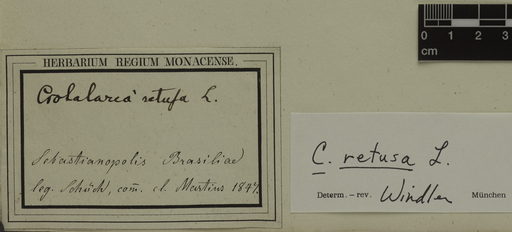 HERBARIUM REGIUM MONACENSE.
Crotalaria retusa L.
Sebastianopolis Brasiliae
leg. Schüch, com. cl. Martius 1847.
0 1 2 3
cm
C. retusa L.
Determ. – rev. Windler München